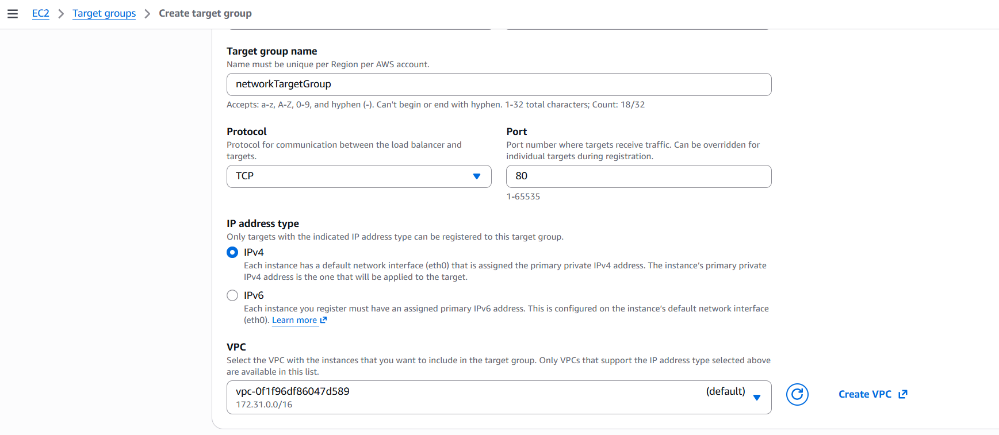 EC2 > Target groups > Create target group
Target group name
Name must be unique per Region per AWS account.
networkTargetGroup
Accepts: a-z, A-Z, 0-9, and hyphen (-). Can't begin or end with hyphen. 1-32 total characters; Count: 18/32
Protocol
Protocol for communication between the load balancer and
targets.
TCP
Port
Port number where targets receive traffic. Can be overridden for
individual targets during registration.
80
1-65535
IP address type
Only targets with the indicated IP address type can be registered to this target group.
IPv4
Each instance has a default network interface (eth0) that is assigned the primary private IPv4 address. The instance’s primary private
IPv4 address is the one that will be applied to the target.
IPv6
Each instance you register must have an assigned primary IPv6 address. This is configured on the instance’s default network interface
(eth0). Learn more
VPC
Select the VPC with the instances that you want to include in the target group. Only VPCs that support the IP address type selected above
are available in this list.
vpc-0f1f96df86047d589 (default)
172.31.0.0/16
Create VPC